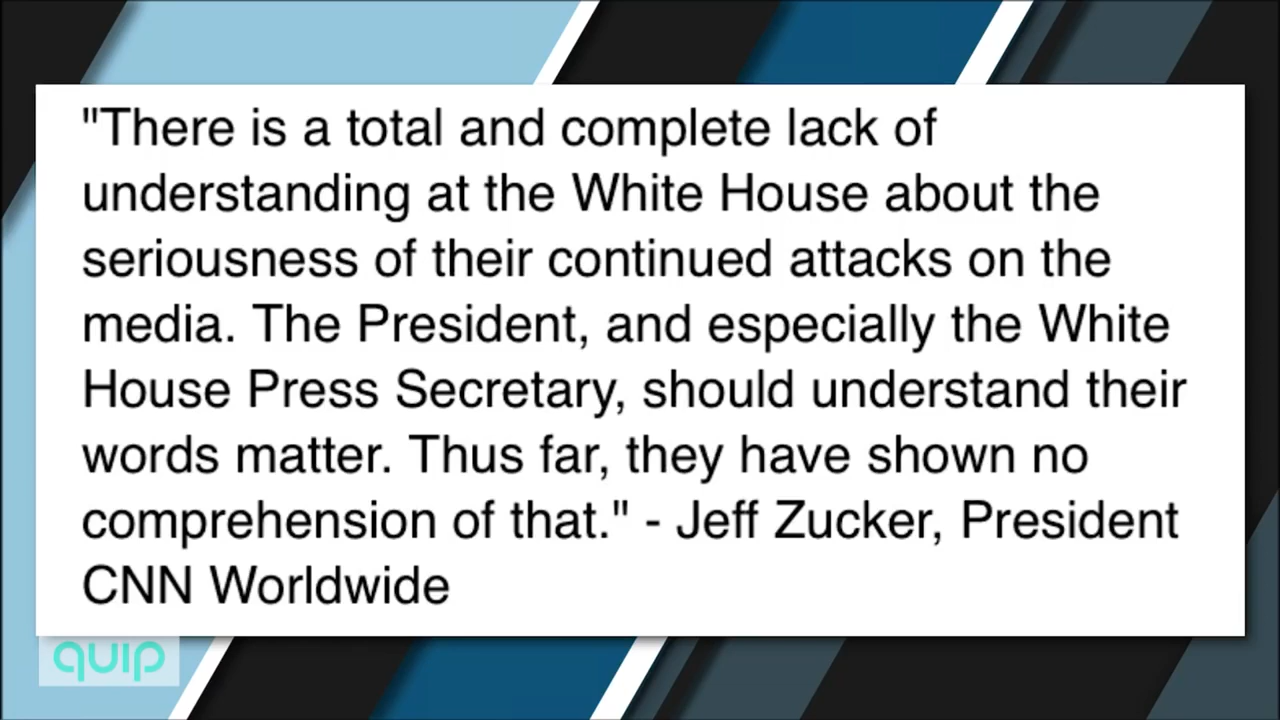 "There is a total and complete lack of
understanding at the White House about the
seriousness of their continued attacks on the
media. The President, and especially the White
House Press Secretary, should understand their
words matter. Thus far, they have shown no
comprehension of that." - Jeff Zucker, President
CNN Worldwide
quip